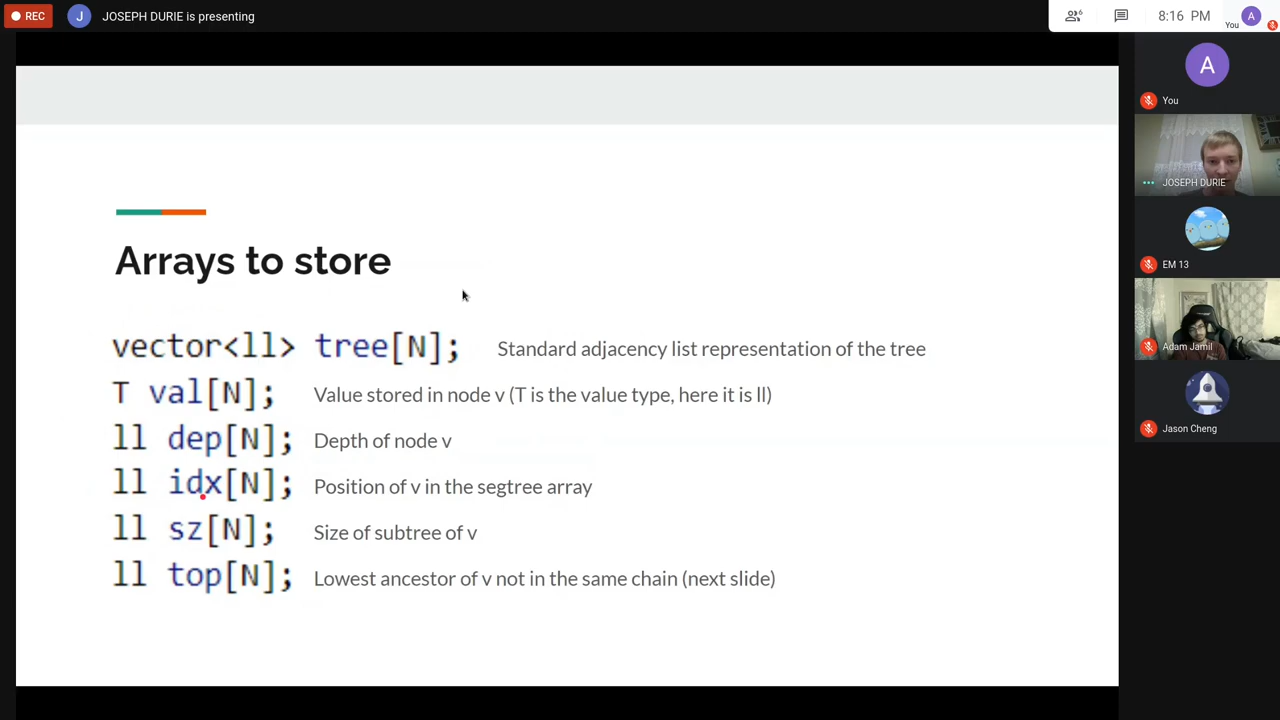 REC
J
JOSEPH DURIE is presenting
6
8:16 PM
You
A
A
You
JOSEPH DURIE
EM 13
Adam Jamil
Jason Cheng
Arrays to store
vector<ll> tree[N]; Standard adjacency list representation of the tree
T val[N]; Value stored in node v (T is the value type, here it is ll)
ll dep[N]; Depth of node v
ll idx[N]; Position of v in the segtree array
ll sz[N]; Size of subtree of v
ll top[N]; Lowest ancestor of v not in the same chain (next slide)